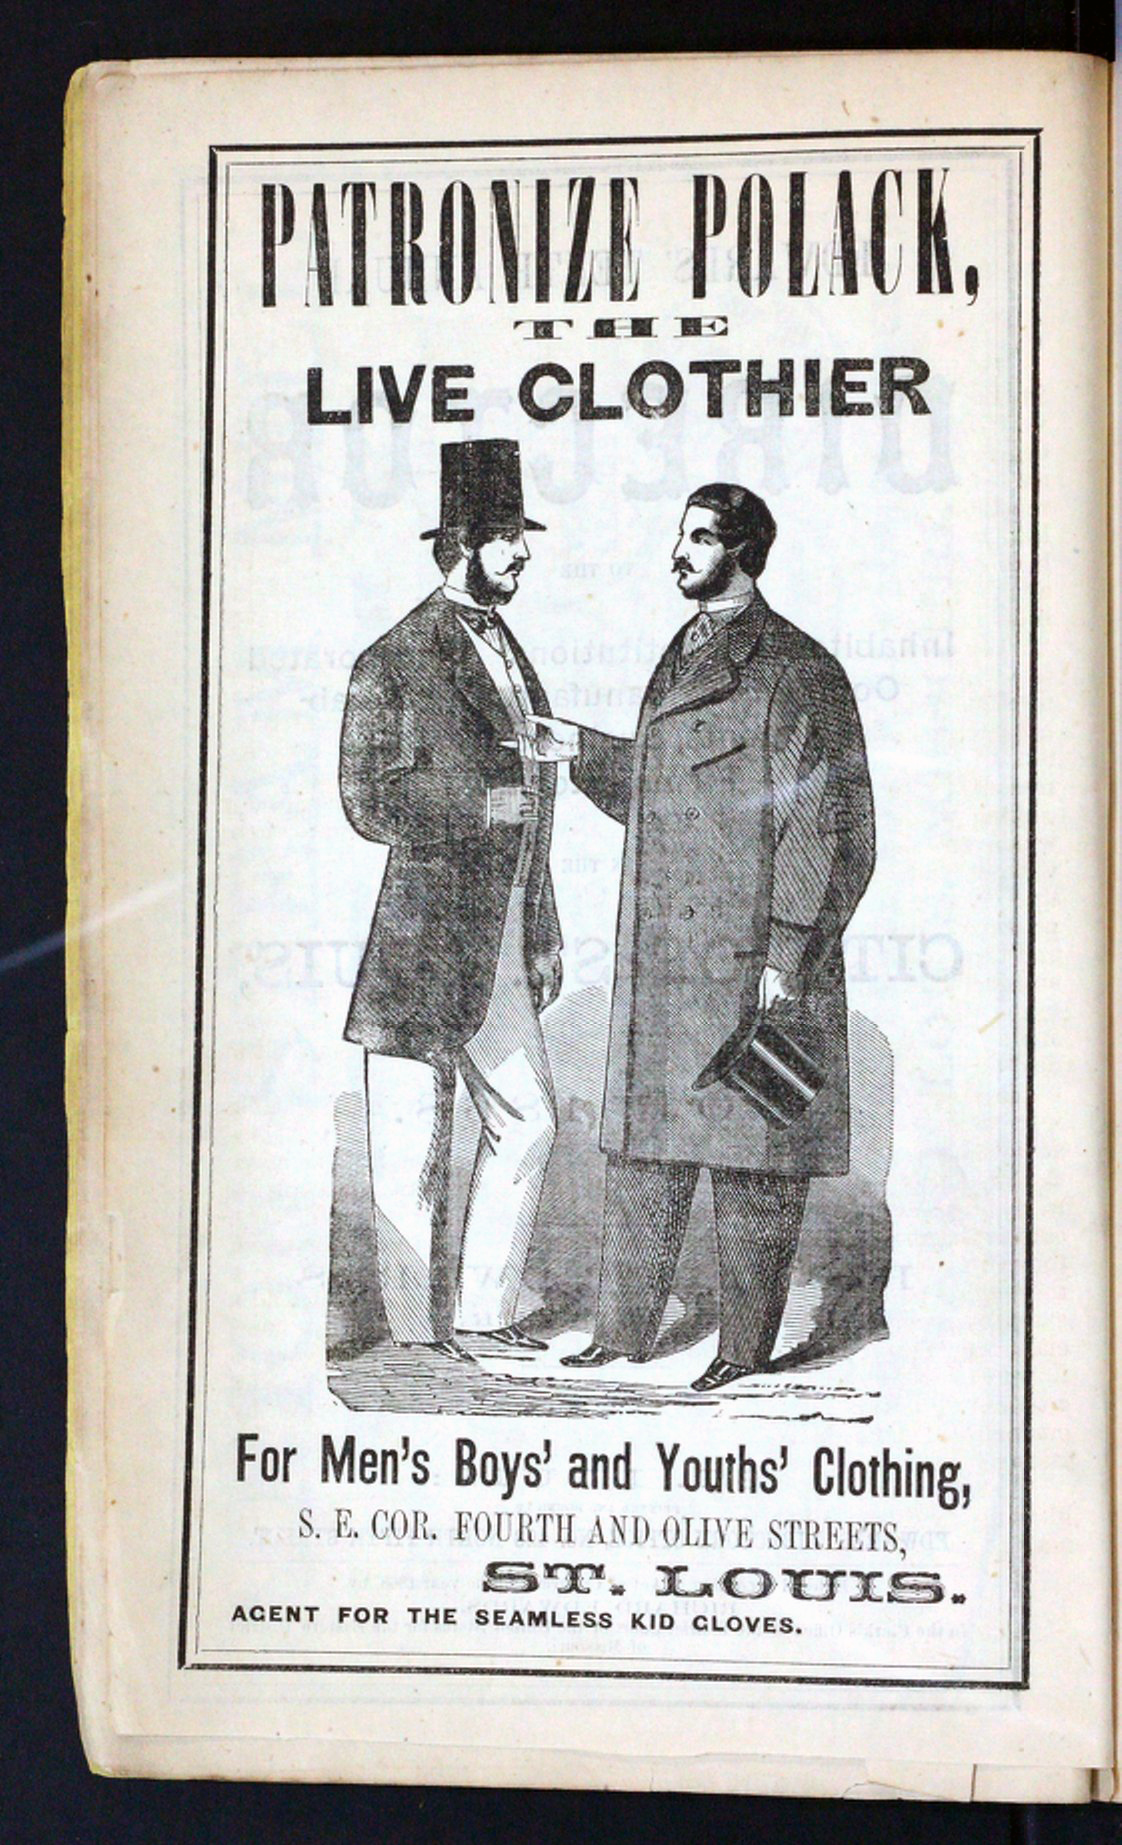 PATRONIZE POLACK,
THE
LIVE CLOTHIER
For Men's Boys' and Youths' Clothing,
S. E. COR. FOURTH AND OLIVE STREETS,
ST. LOUIS.
AGENT FOR THE SEAMLESS KID GLOVES.